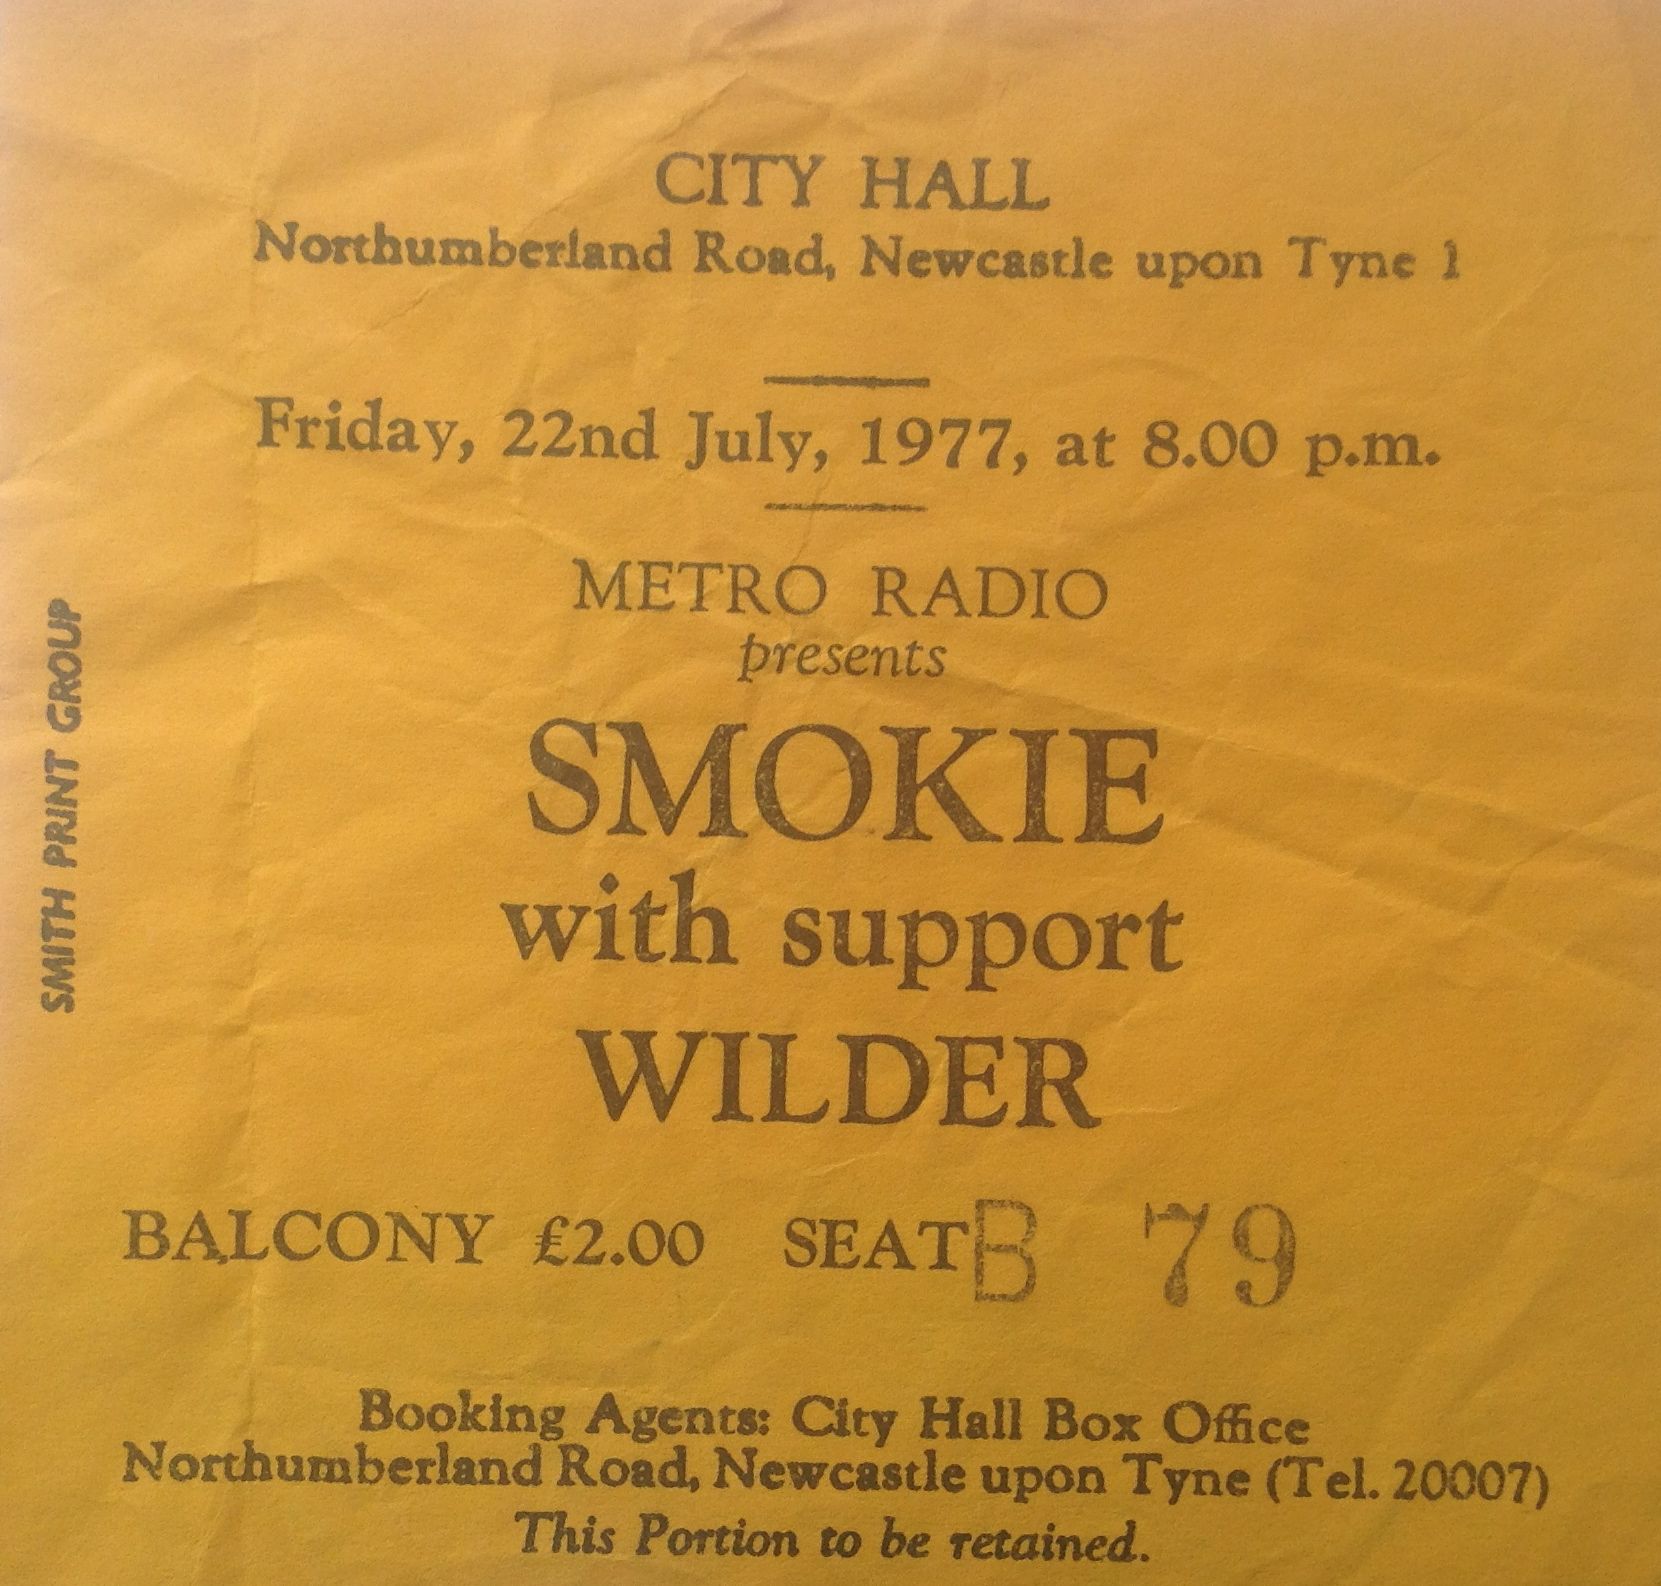 CITY HALL
Northumberland Road, Newcastle upon Tyne 1
Friday, 22nd July, 1977, at 8.00 p.m.
METRO RADIO
presents
SMOKIE
with support
WILDER
BALCONY £2.00 SEAT B 79
Booking Agents: City Hall Box Office
Northumberland Road, Newcastle upon Tyne (Tel. 20007)
This Portion to be retained.
SMITH PRINT GROUP